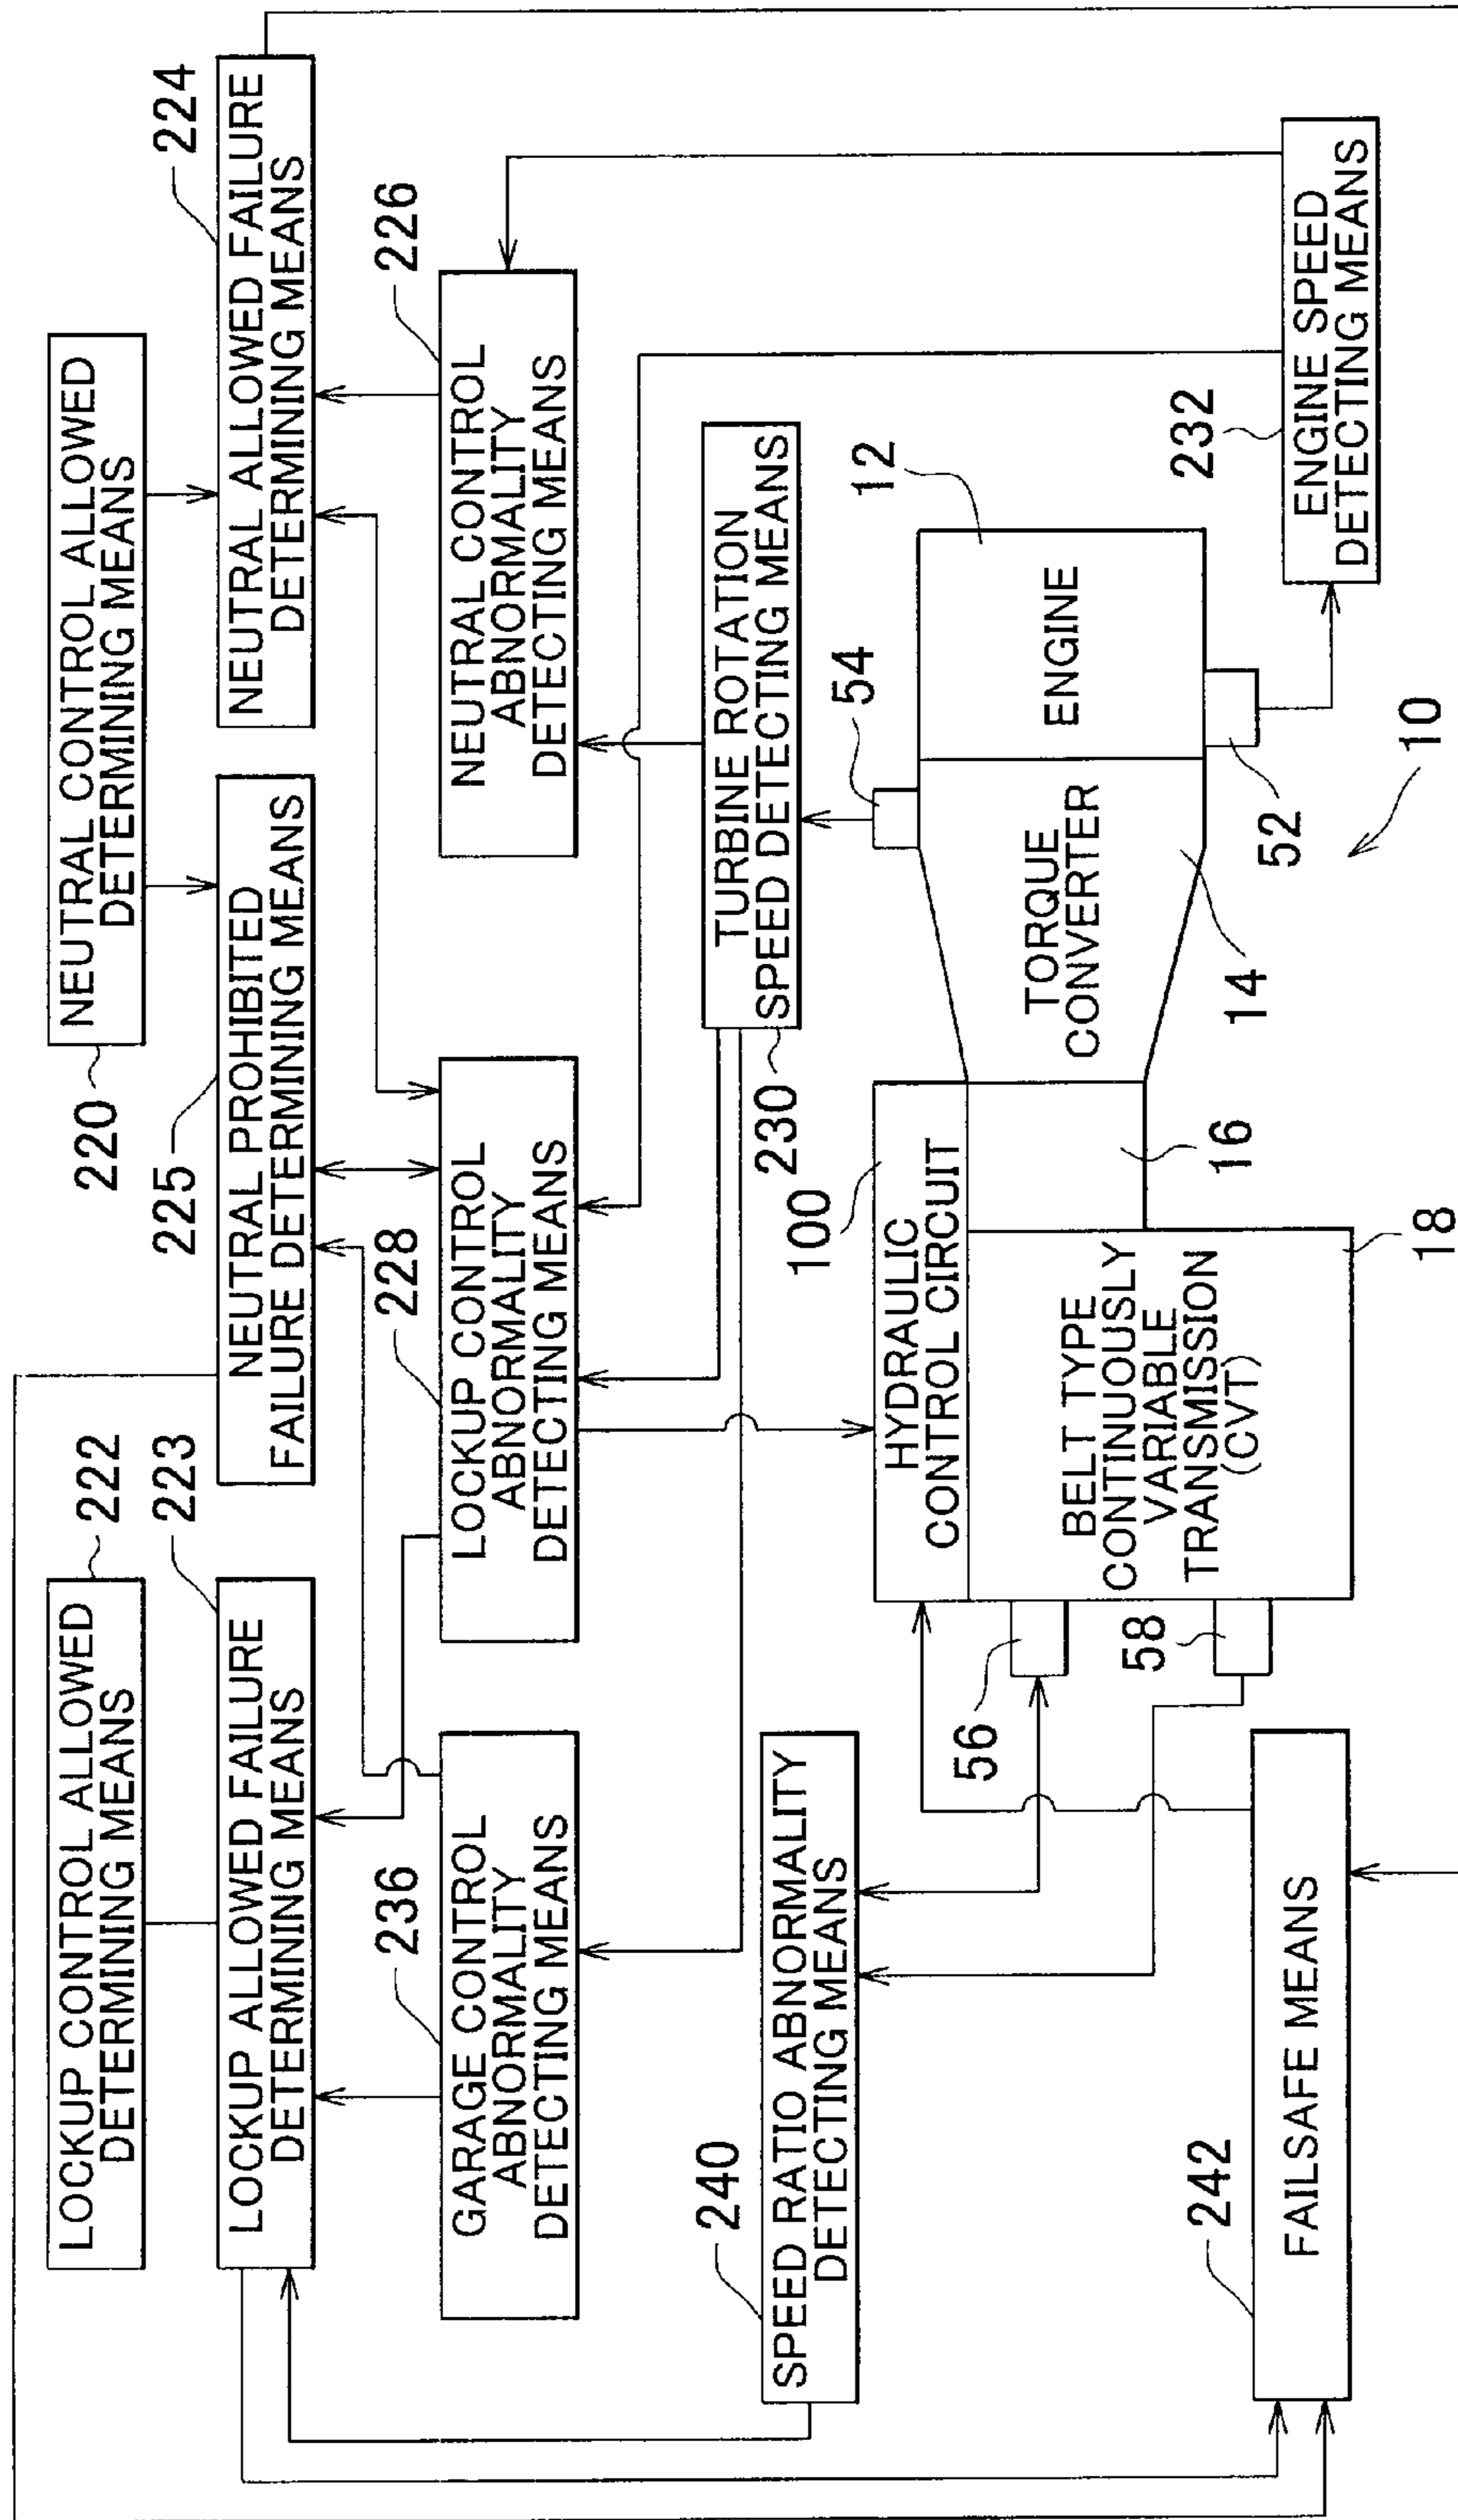 222
LOCKUP CONTROL ALLOWED
DETERMINING MEANS
220
NEUTRAL CONTROL ALLOWED
DETERMINING MEANS
223
LOCKUP ALLOWED FAILURE
DETERMINING MEANS
225
NEUTRAL PROHIBITED
FAILURE DETERMINING MEANS
224
NEUTRAL ALLOWED FAILURE
DETERMINING MEANS
236
GARAGE CONTROL
ABNORMALITY
DETECTING MEANS
228
LOCKUP CONTROL
ABNORMALITY
DETECTING MEANS
226
NEUTRAL CONTROL
ABNORMALITY
DETECTING MEANS
240
SPEED RATIO ABNORMALITY
DETECTING MEANS
230
TURBINE ROTATION
SPEED DETECTING MEANS
100
HYDRAULIC
CONTROL CIRCUIT
54
12
56
BELT TYPE
CONTINUOUSLY
VARIABLE
TRANSMISSION
(CVT)
58
16
TORQUE
CONVERTER
14
ENGINE
52
18
10
242
FAILSAFE MEANS
232
ENGINE SPEED
DETECTING MEANS